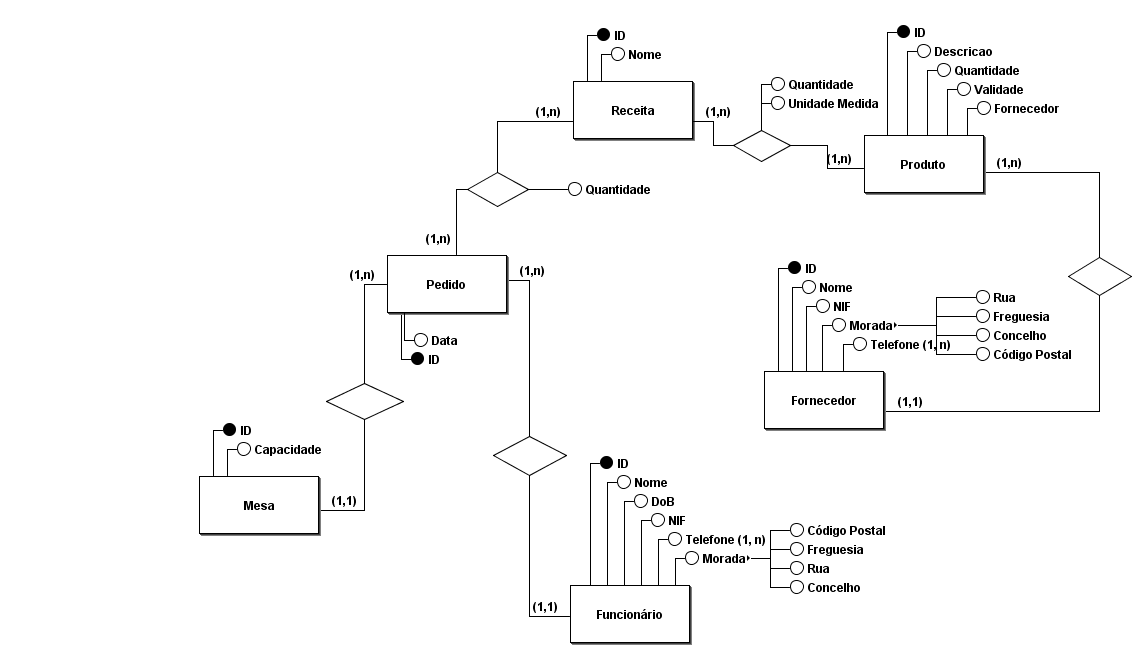 ID
Nome
Receita
(1,n)
(1,n)
Quantidade
Unidade Medida
(1,n)
ID
Descricao
Quantidade
Validade
Fornecedor
Produto
(1,n)
Quantidade
(1,n)
Pedido
(1,n)
(1,n)
Data
ID
ID
Nome
NIF
Morada
Telefone (1, n)
Rua
Freguesia
Concelho
Código Postal
Fornecedor
(1,1)
ID
Capacidade
Mesa
(1,1)
ID
Nome
DoB
NIF
Telefone (1, n)
Morada
Código Postal
Freguesia
Rua
Concelho
(1,1)
Funcionário